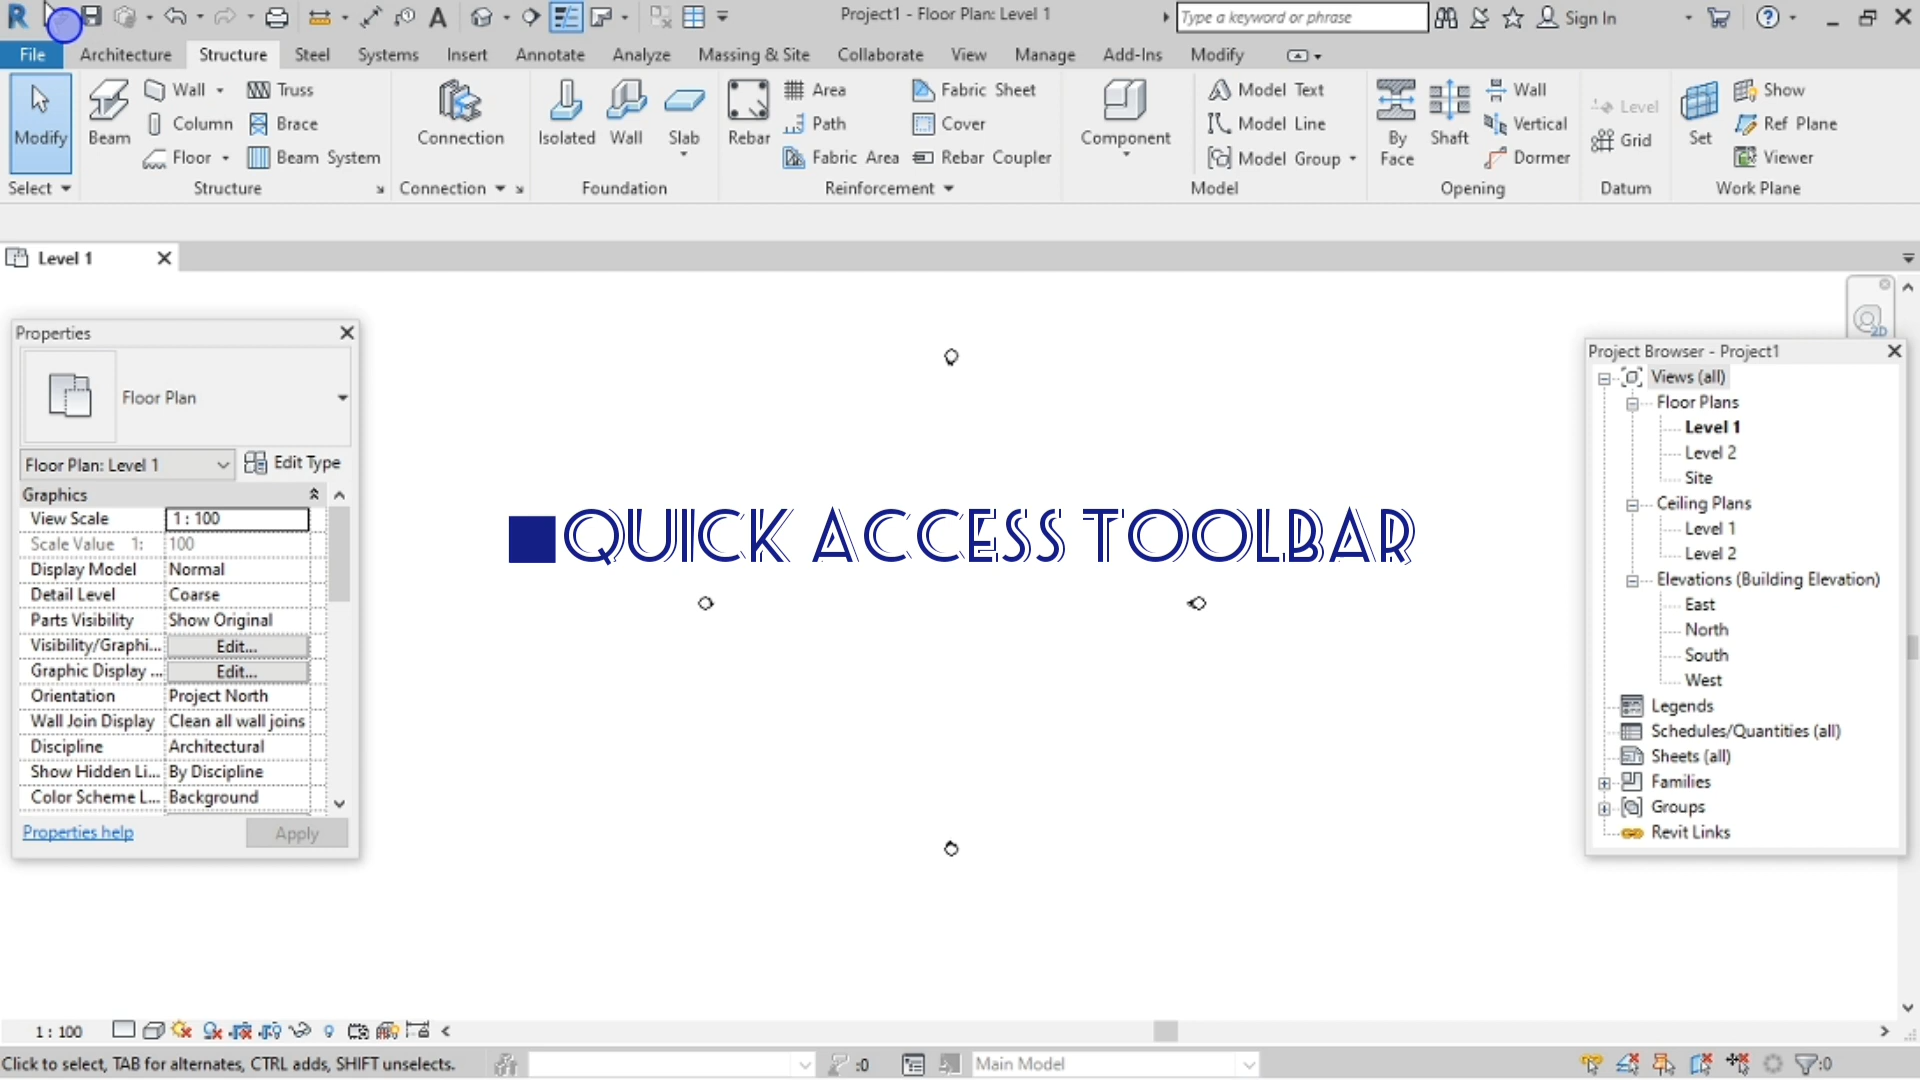 Project1 - Floor Plan: Level 1
Type a keyword or phrase
Sign In
File Architecture Structure Steel Systems Insert Annotate Analyze Massing & Site Collaborate View Manage Add-Ins Modify
Modify
Select
Beam
Wall
Column
Floor
Truss
Brace
Beam System
Structure
Connection
Connection
Isolated
Wall
Slab
Foundation
Rebar
Area
Path
Fabric Area
Fabric Sheet
Cover
Rebar Coupler
Reinforcement
Component
Model Text
Model Line
Model Group
Model
By Face
Shaft
Wall
Vertical
Dormer
Opening
Level
Grid
Datum
Set
Show
Ref Plane
Viewer
Work Plane
Level 1
Properties
Floor Plan
Floor Plan: Level 1
Edit Type
Graphics
View Scale 1 : 100
Scale Value 1: 100
Display Model Normal
Detail Level Coarse
Parts Visibility Show Original
Visibility/Graphi... Edit...
Graphic Display ... Edit...
Orientation Project North
Wall Join Display Clean all wall joins
Discipline Architectural
Show Hidden Li... By Discipline
Color Scheme L... Background
Properties help
Apply
QUICK ACCESS TOOLBAR
2D
Project Browser - Project1
Views (all)
Floor Plans
Level 1
Level 2
Site
Ceiling Plans
Level 1
Level 2
Elevations (Building Elevation)
East
North
South
West
Legends
Schedules/Quantities (all)
Sheets (all)
Families
Groups
Revit Links
1 : 100
Click to select, TAB for alternates, CTRL adds, SHIFT unselects.
:0
Main Model
:0